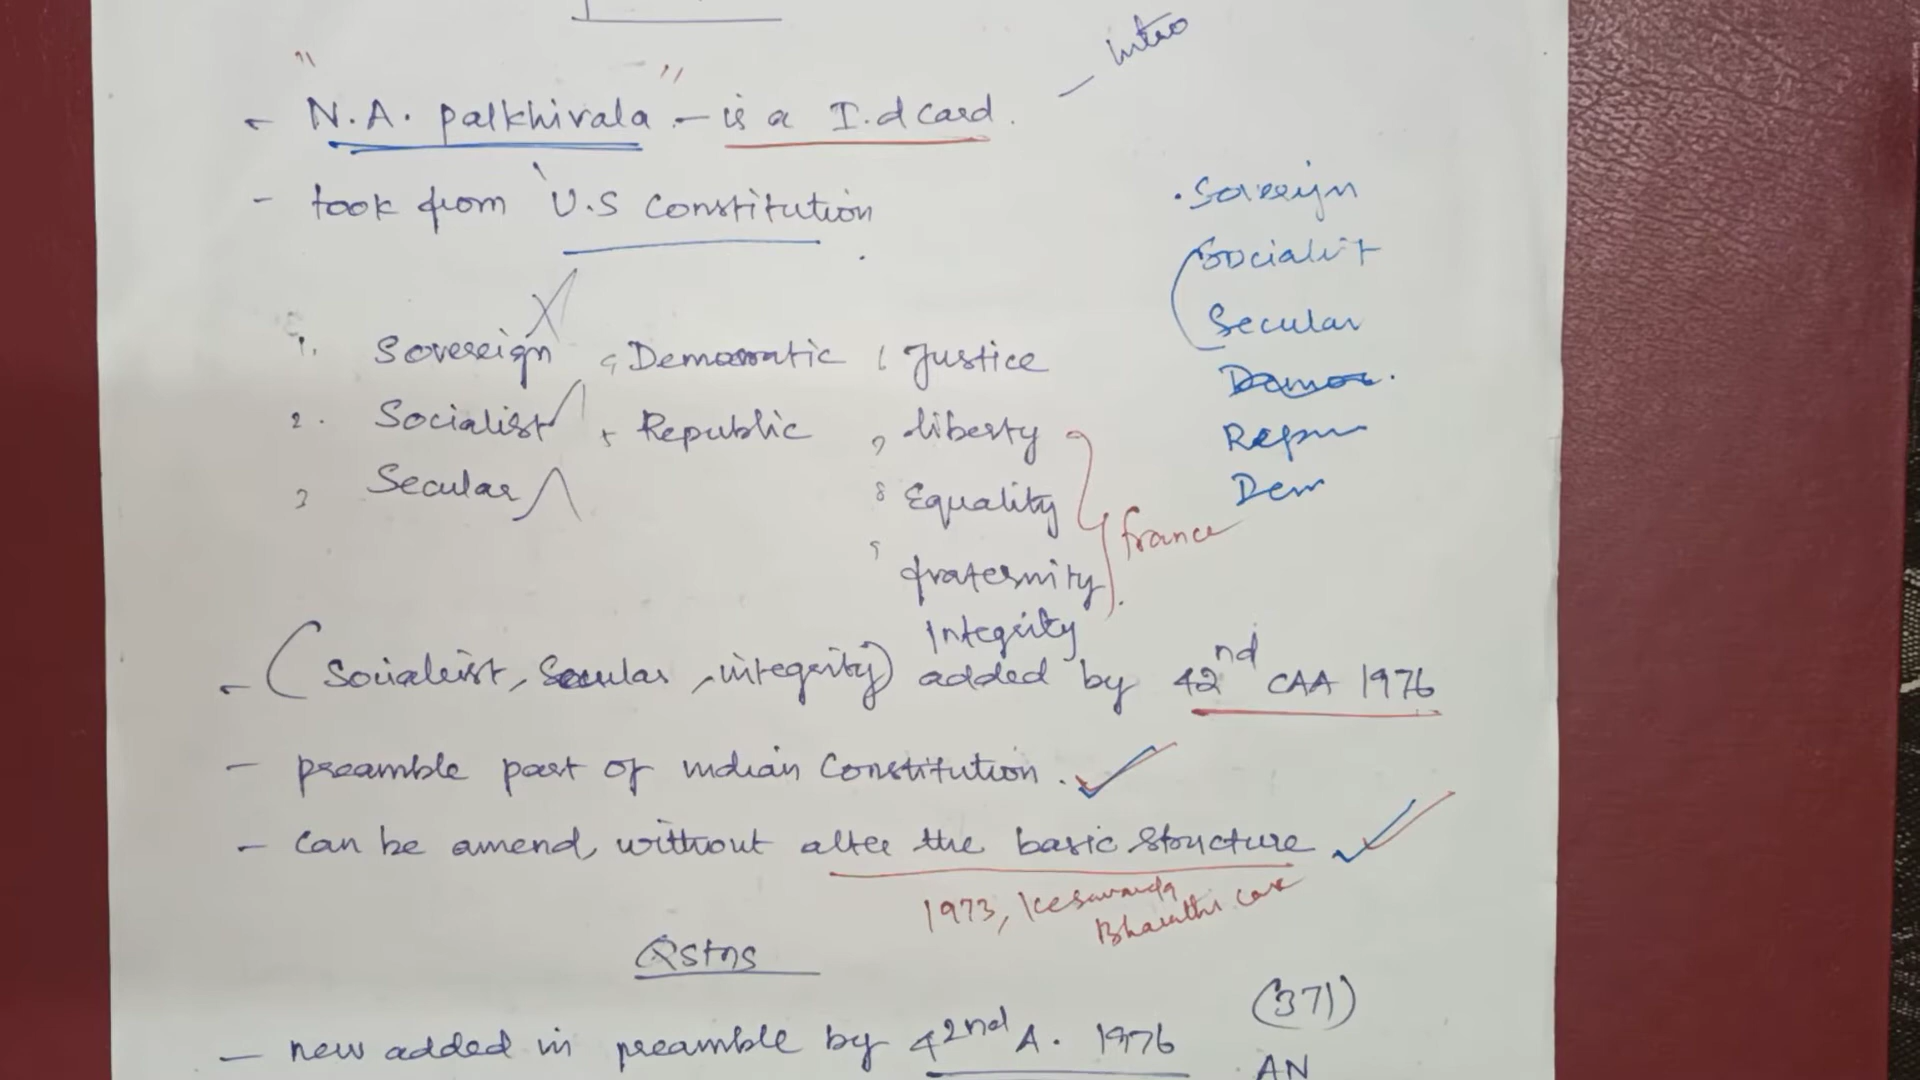 "N.A. palkhivala" - is a I.d card. - intro
- took from U.S constitution
1. Sovereign 4 Democratic 6 Justice
2. Socialist 5 Republic 7 liberty
3 Secular 8 Equality
9 fraternity
Integrity
france
. Sovereign
Socialist
Secular
Repu
Dem
- (Socialist, Secular, integrity) added by 42nd CAA 1976
- preamble part of indian Constitution. ✓
- can be amend, without alter the basic structure ✓
1973, Kesavanda
Bharathi case
Qstns
- new added in preamble by 42nd A. 1976
(371)
AN